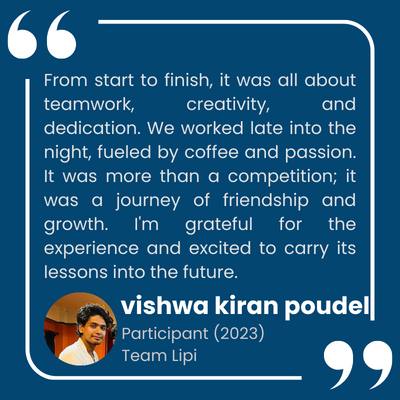 From start to finish, it was all about
teamwork, creativity, and
dedication. We worked late into the
night, fueled by coffee and passion.
It was more than a competition; it
was a journey of friendship and
growth. I'm grateful for the
experience and excited to carry its
lessons into the future.
vishwa kiran poudel
Participant (2023)
Team Lipi